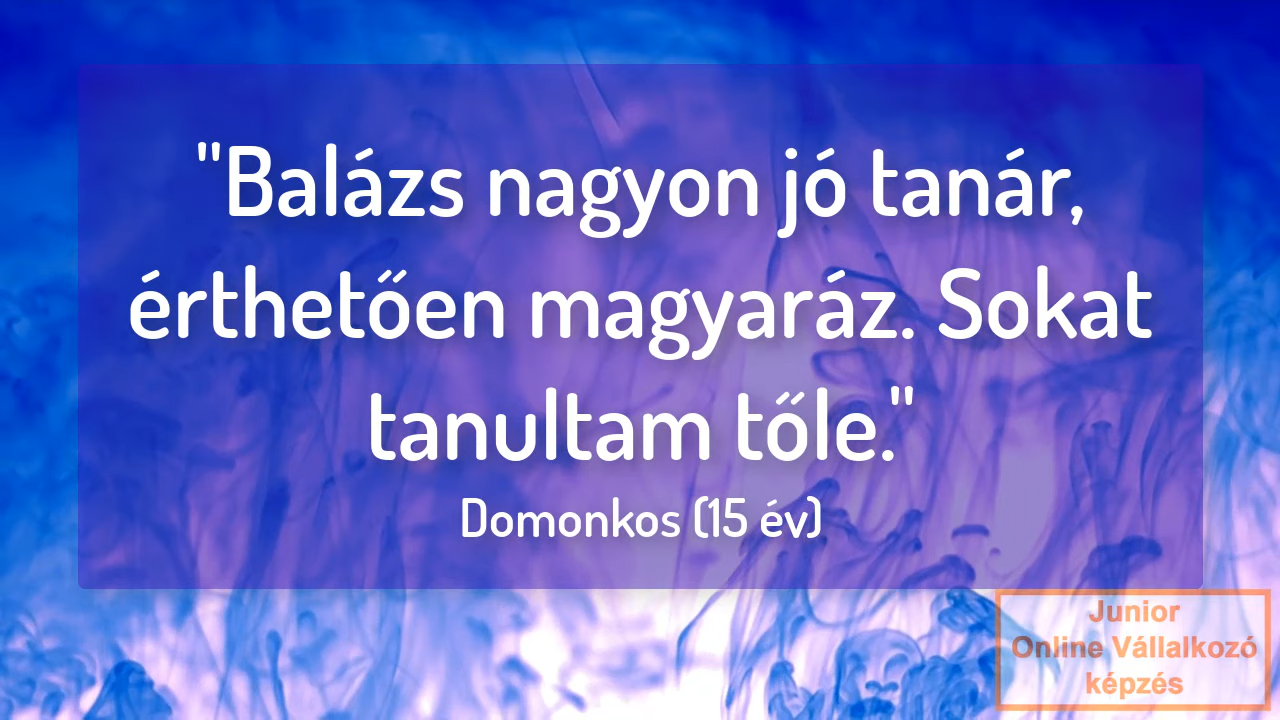 "Balázs nagyon jó tanár,
érthetően magyaráz. Sokat
tanultam tőle."
Domonkos (15 év)
Junior
Online Vállalkozó
képzés